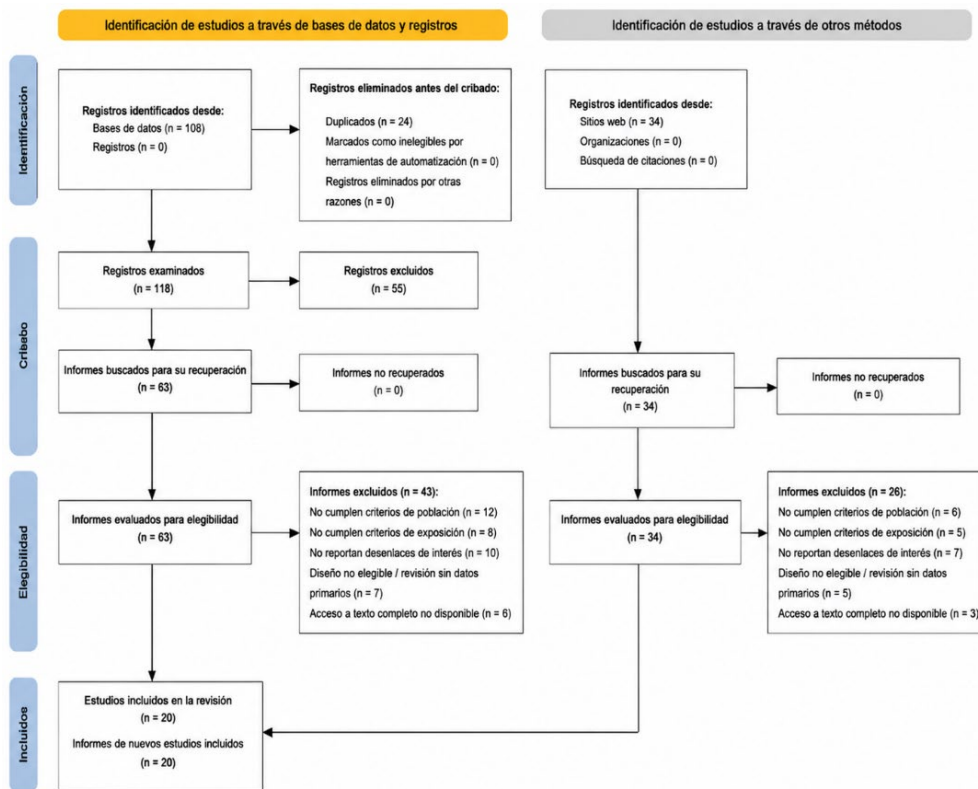 Identificación de estudios a través de bases de datos y registros
Identificación de estudios a través de otros métodos
Identificación
Registros identificados desde:
Bases de datos (n = 108)
Registros (n = 0)
Registros elieminados antes del cribado:
Duplicados (n = 24)
Marcados como inelegibles por
herramientas de automatización (n = 0)
Registros eliminados por otras
razones (n = 0)
Registros identificados desde:
Sitios web (n = 34)
Organizaciones (n = 0)
Búsqueda de citaciones (n = 0)
Crísebo
Registros examinados
(n = 118)
Registros excluidos
(n = 55)
Informes buscados para su recuperación
(n = 63)
Informes no recuperados
(n = 0)
Informes buscados para su
recuperación
(n = 34)
Informes no recuperados
(n = 0)
Elegibilidad
Informes evaluados para elegibilidad
(n = 63)
Informes excluidos (n = 43):
No cumplen criterios de población (n = 12)
No cumplen criterios de exposición (n = 8)
No reportan desenlaces de interés (n = 10)
Diseño no elegible / revisión sin datos
primarios (n = 7)
Acceso a texto completo no disponible (n = 6)
Informes evaluados para elegibilidad
(n = 34)
Informes excluidos (n = 26):
No cumplen criterios de población (n = 6)
No cumplen criterios de exposición (n = 5)
No reportan desenlaces de interés (n = 7)
Diseño no elegible / revisión sin datos
primarios (n = 5)
Acceso a texto completo no disponible (n = 3)
Incluidos
Estudios incluidos en la revisión
(n = 20)
Informes de nuevos estudios incluidos
(n = 20)